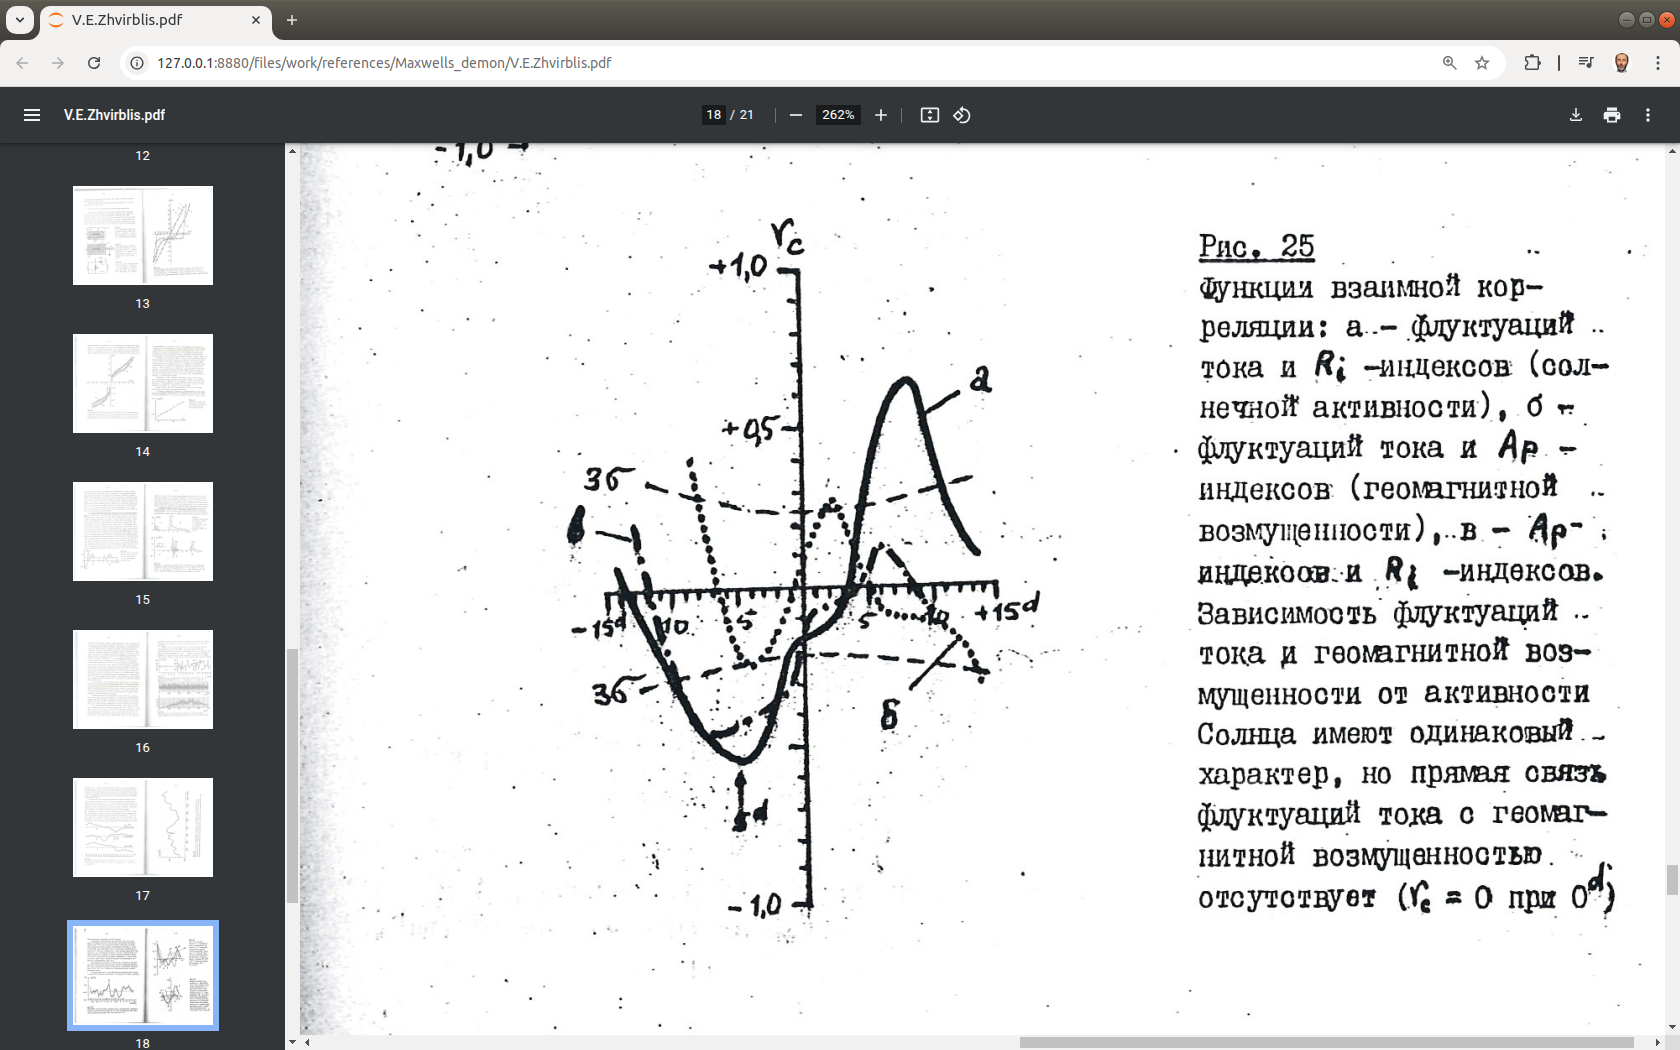 V.E.Zhvirblis.pdf
127.0.0.1:8880/files/work/references/Maxwells_demon/V.E.Zhvirblis.pdf
V.E.Zhvirblis.pdf
18 / 21
262%
12
13
14
15
16
17
18
-1,0
rc
+1,0
а
+0,5
3б
в
-15d
10
5
5
10
+15d
3б
б
d
-1,0
Рис. 25
Функции взаимной кор-
реляции: а - флуктуаций
тока и Ri -индексов (сол-
нечной активности), б -
флуктуаций тока и Ap -
индексов (геомагнитной
возмущенности), в - Ap-
индексов и Ri -индексов.
Зависимость флуктуаций
тока и геомагнитной воз-
мущенности от активности
Солнца имеют одинаковый
характер, но прямая связь
флуктуаций тока с геомаг-
нитной возмущенностью
отсутствует (rc = 0 при 0d)